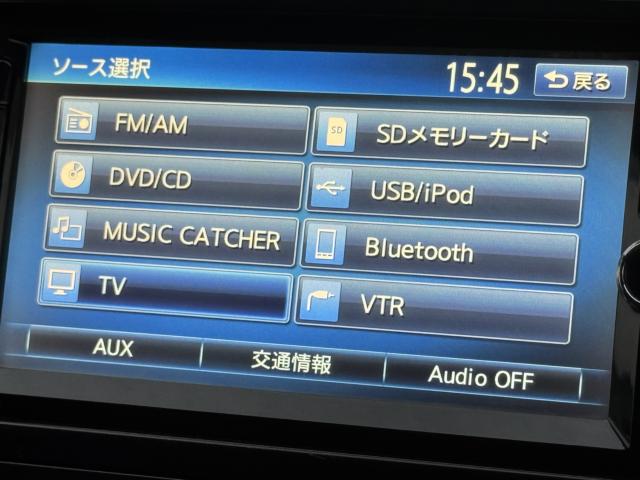 ソース選択
15:45
戻る
FM/AM
SD
SDメモリーカード
DVD/CD
USB/iPod
MUSIC CATCHER
Bluetooth
TV
VTR
AUX
交通情報
Audio OFF